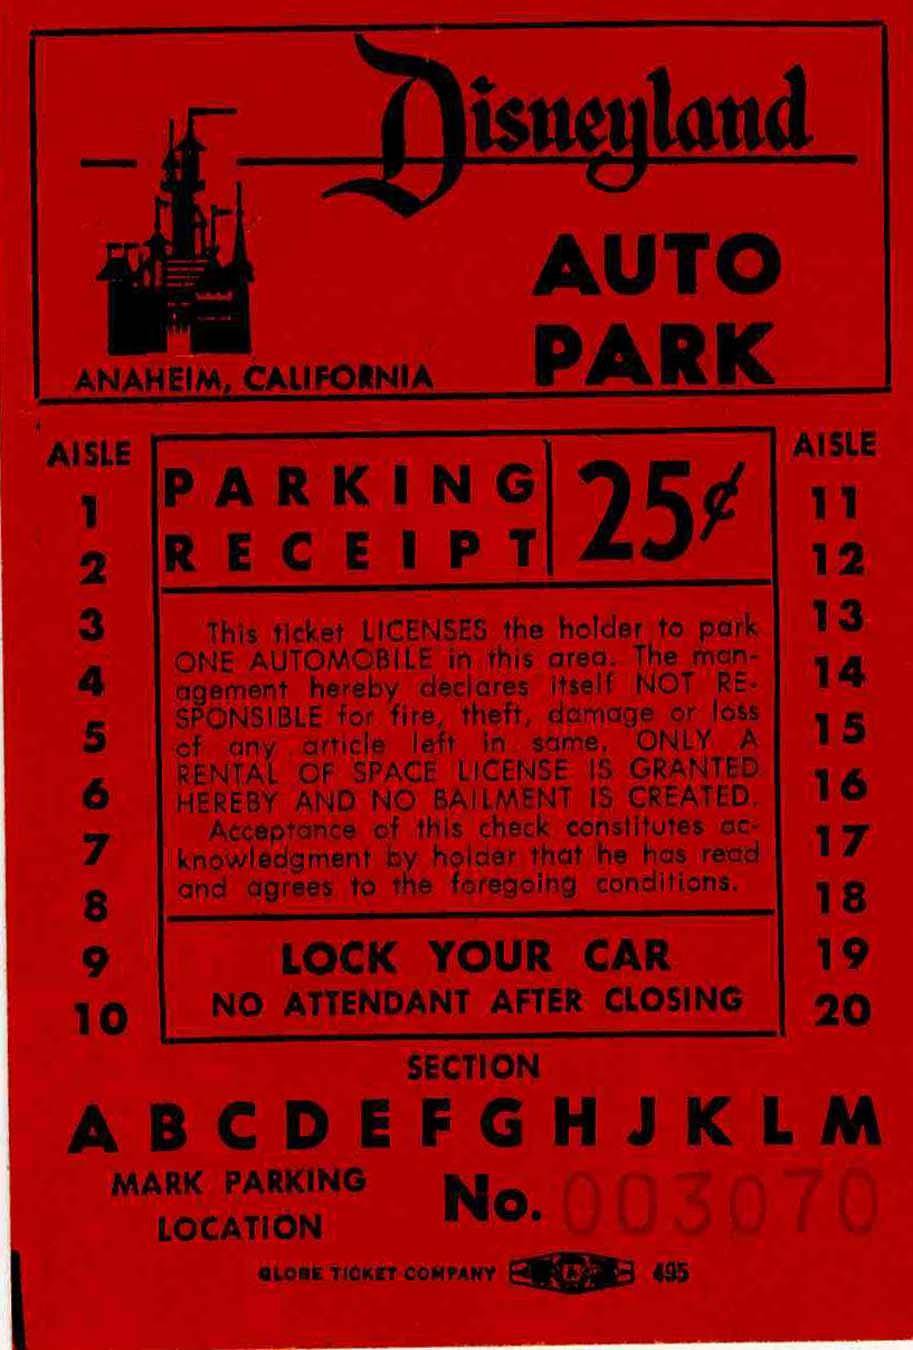 Disneyland
AUTO
PARK
ANAHEIM, CALIFORNIA
AISLE
1
2
3
4
5
6
7
8
9
10
PARKING
RECEIPT
25¢
This ticket LICENSES the holder to park
ONE AUTOMOBILE in this area. The man-
agement hereby declares itself NOT RE-
SPONSIBLE for fire, theft, damage or loss
of any article left in same, ONLY A
RENTAL OF SPACE LICENSE IS GRANTED
HEREBY AND NO BAILMENT IS CREATED.
Acceptance of this check constitutes ac-
knowledgment by holder that he has read
and agrees to the foregoing conditions.
LOCK YOUR CAR
NO ATTENDANT AFTER CLOSING
AISLE
11
12
13
14
15
16
17
18
19
20
SECTION
A B C D E F G H J K L M
MARK PARKING
LOCATION
No. 003070
GLOBE TICKET COMPANY 495